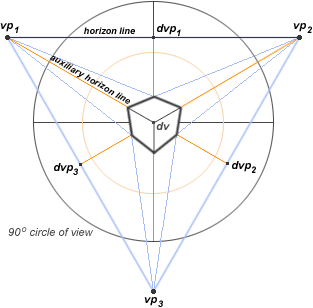 vp1
horizon line
dvp1
vp2
auxiliary horizon line
dv
dvp3
dvp2
90° circle of view
vp3